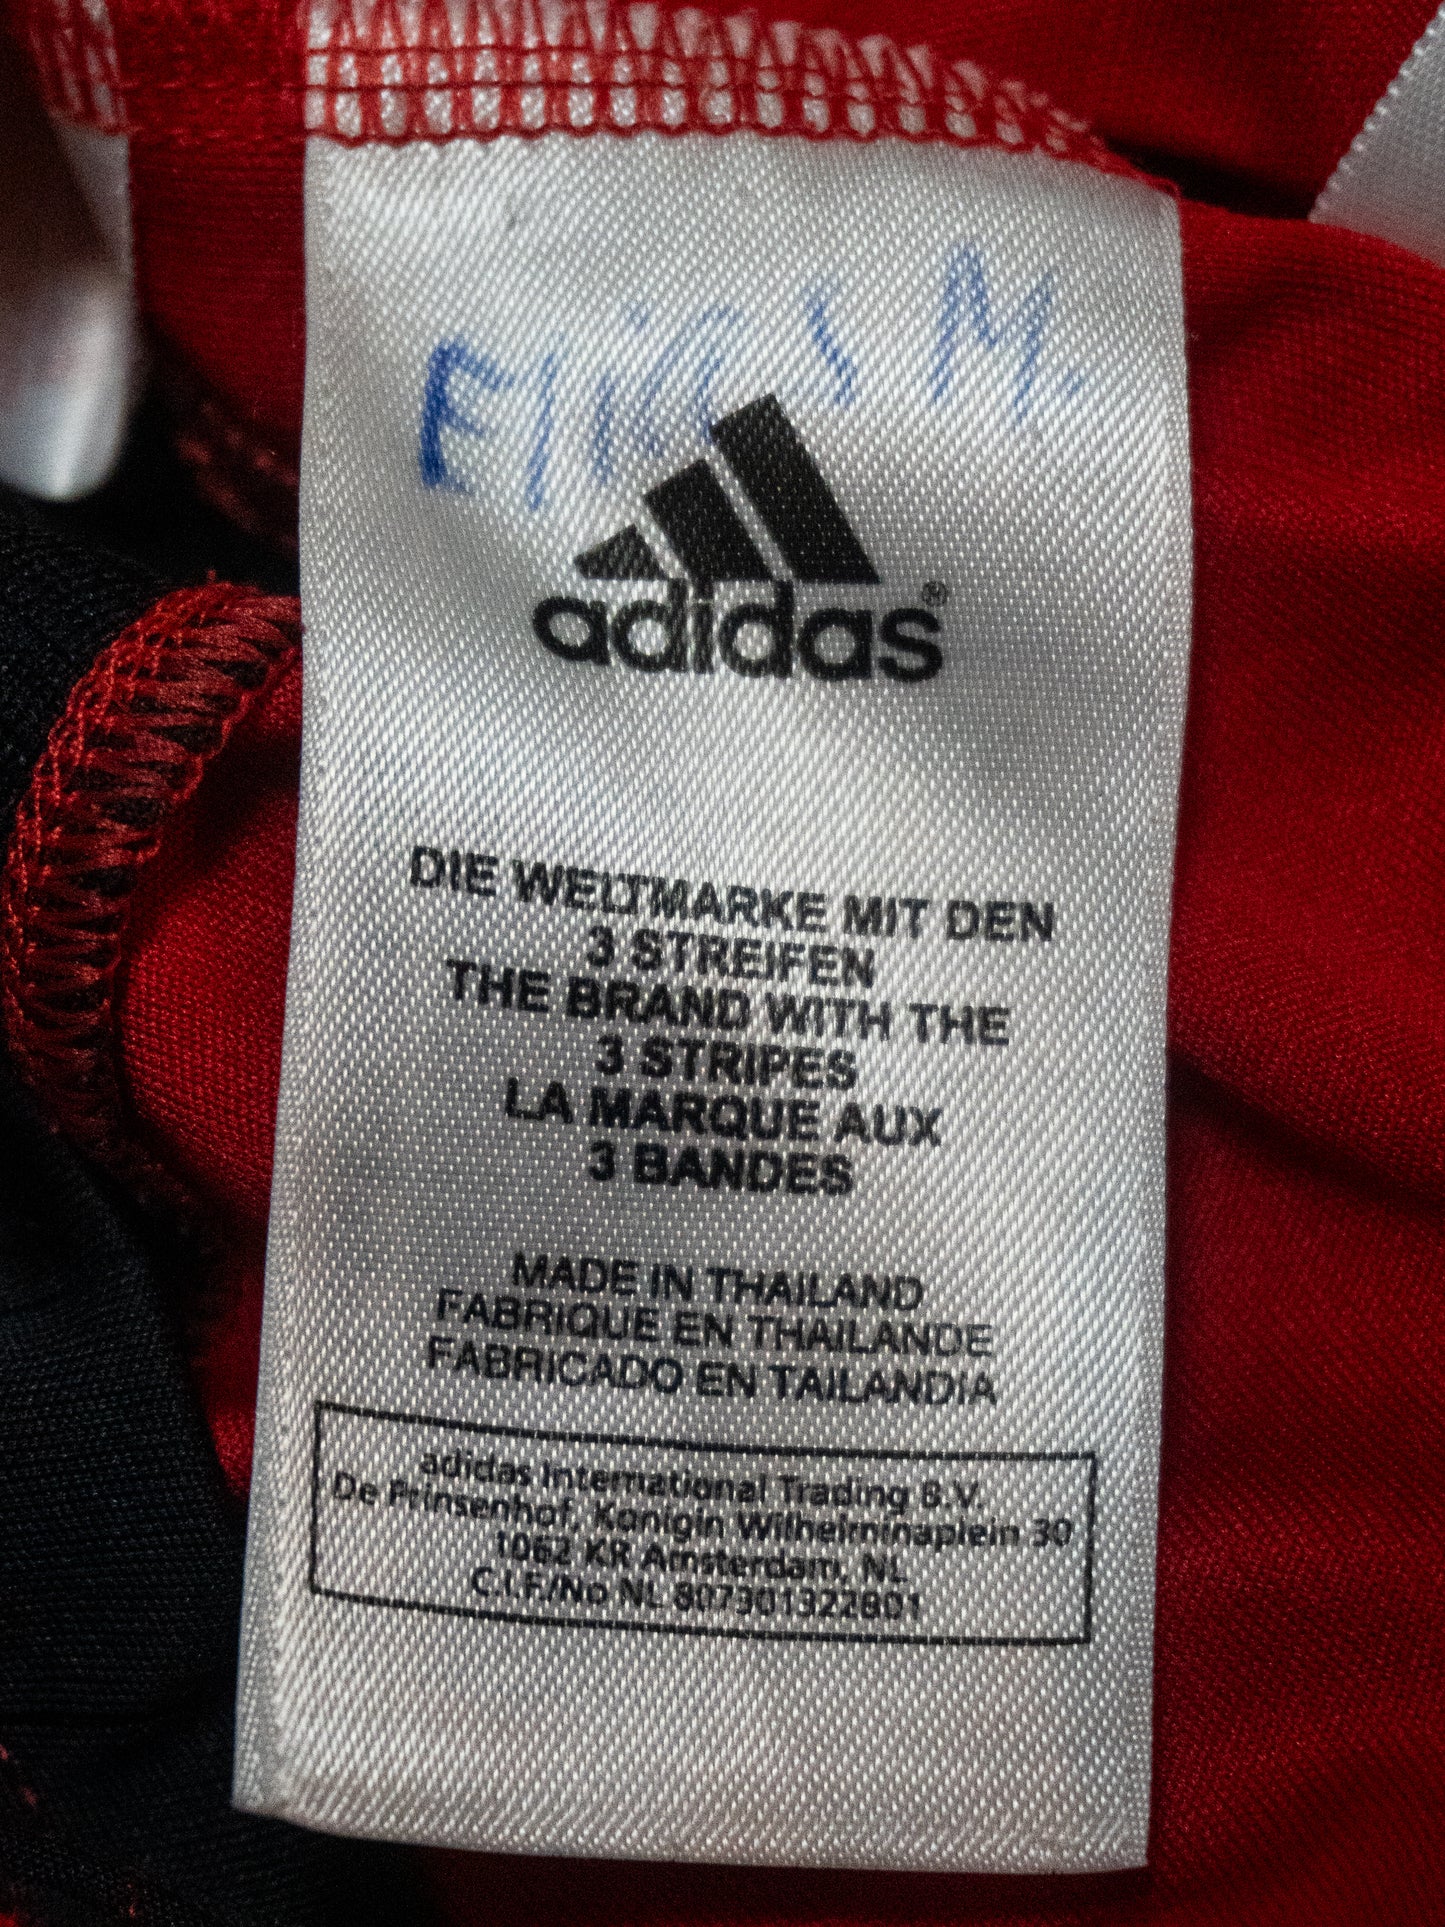 Elias M.
adidas®
DIE WELTMARKE MIT DEN
3 STREIFEN
THE BRAND WITH THE
3 STRIPES
LA MARQUE AUX
3 BANDES
MADE IN THAILAND
FABRIQUE EN THAILANDE
FABRICADO EN TAILANDIA
adidas International Trading B.V.
De Prinsenhof, Konigin Wilhelminaplein 30
1062 KR Amsterdam, NL
C.I.F./No NL 807301322B01